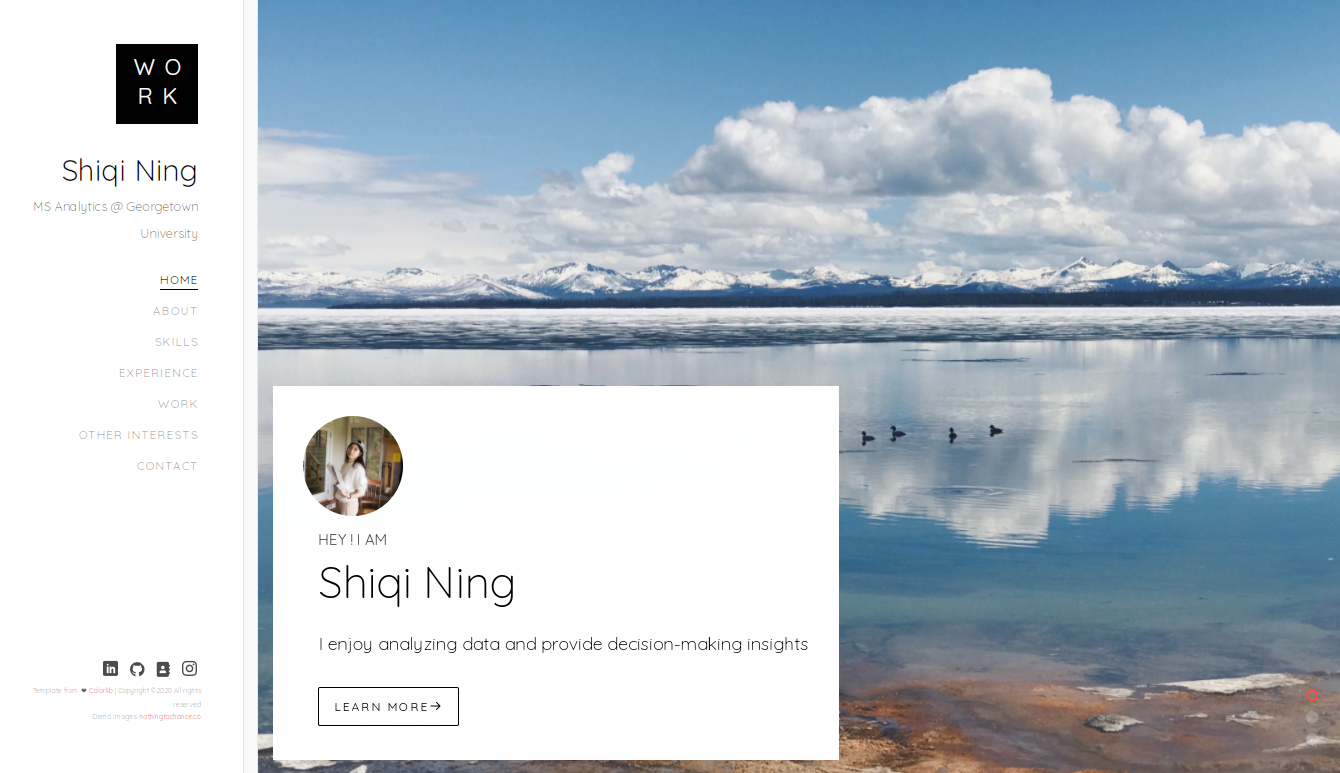 W O
R K
Shiqi Ning
MS Analytics @ Georgetown
University
HOME
ABOUT
SKILLS
EXPERIENCE
WORK
OTHER INTERESTS
CONTACT
Template from ❤ Colorlib | Copyright ©2020 All rights
reserved
Demo images nothingtochance.co
HEY ! I AM
Shiqi Ning
I enjoy analyzing data and provide decision-making insights
LEARN MORE→